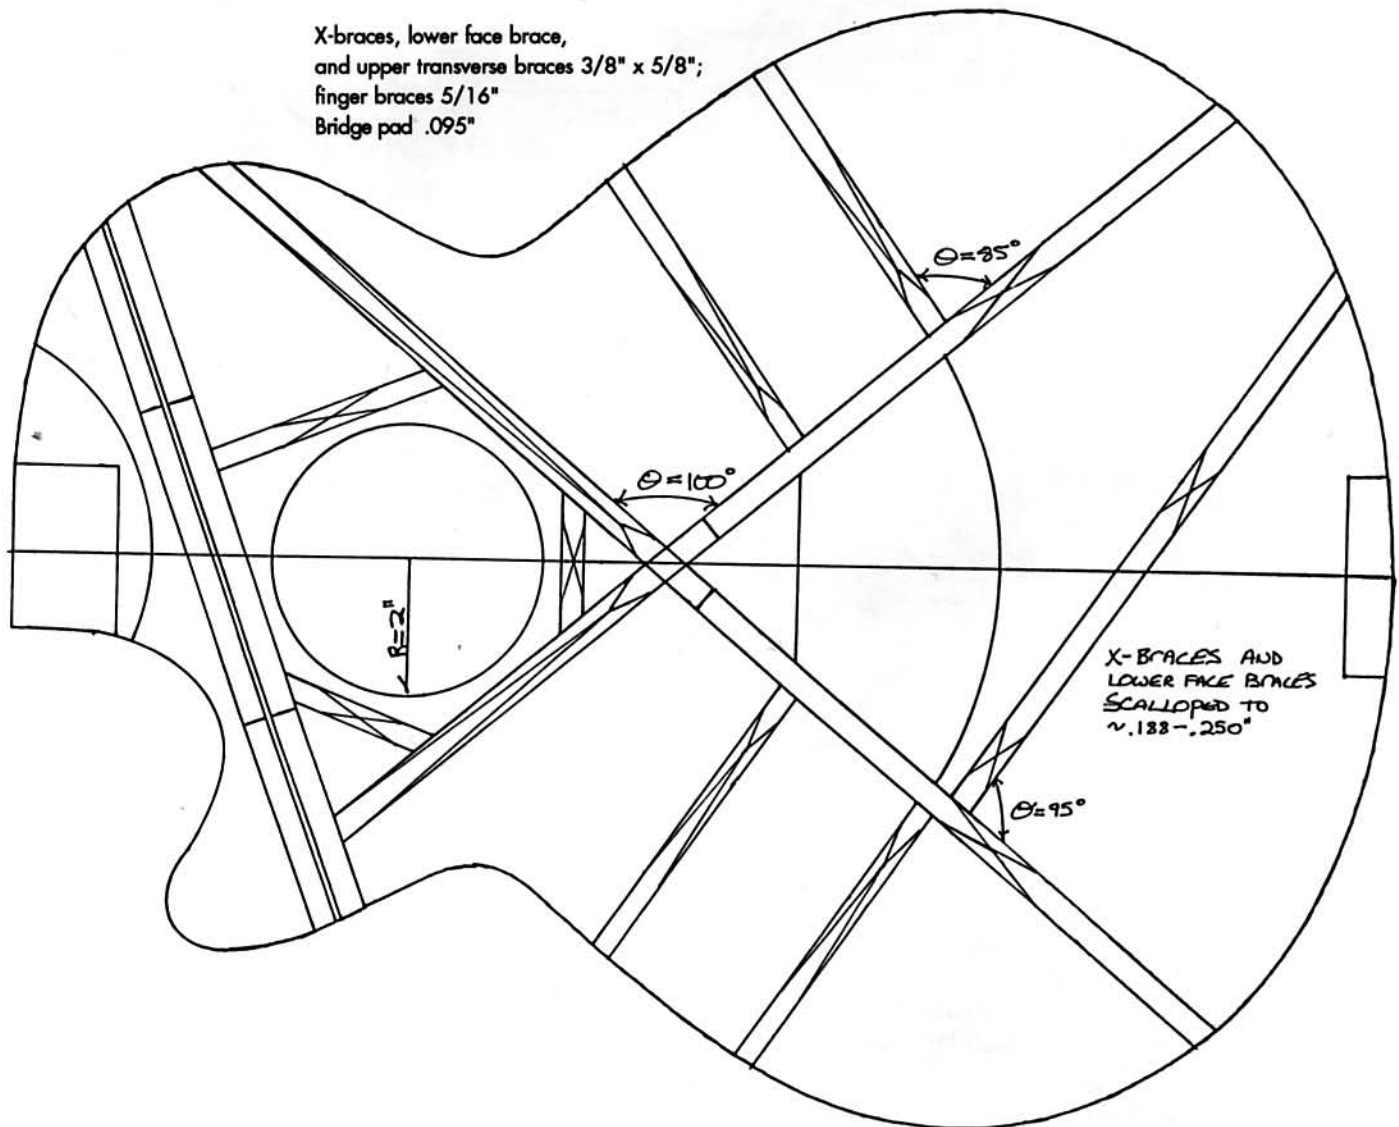 X-braces, lower face brace,
and upper transverse braces 3/8" x 5/8";
finger braces 5/16"
Bridge pad .095"
Θ=85°
Θ=100°
R=2"
X-BRACES AND
LOWER FACE BRACES
SCALLOPED TO
~.188-.250"
Θ=95°